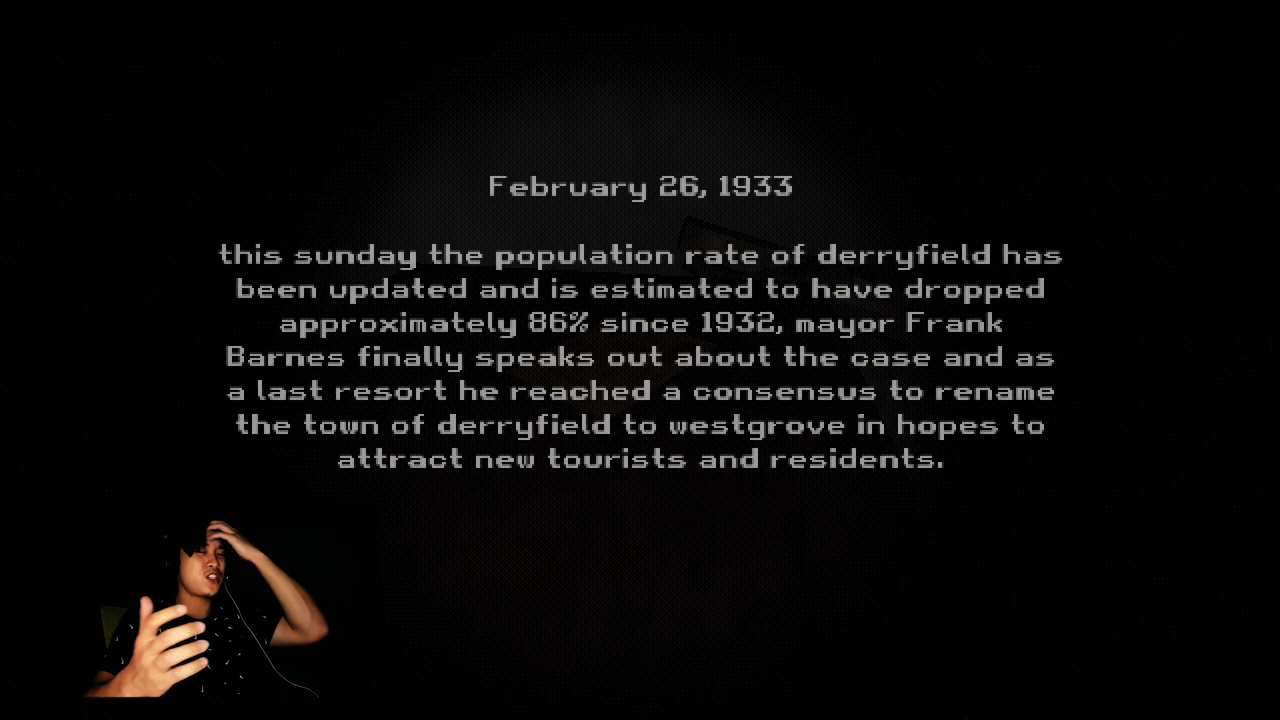 February 26, 1933
this sunday the population rate of derryfield has
been updated and is estimated to have dropped
approximately 86% since 1932, mayor Frank
Barnes finally speaks out about the case and as
a last resort he reached a consensus to rename
the town of derryfield to westgrove in hopes to
attract new tourists and residents.